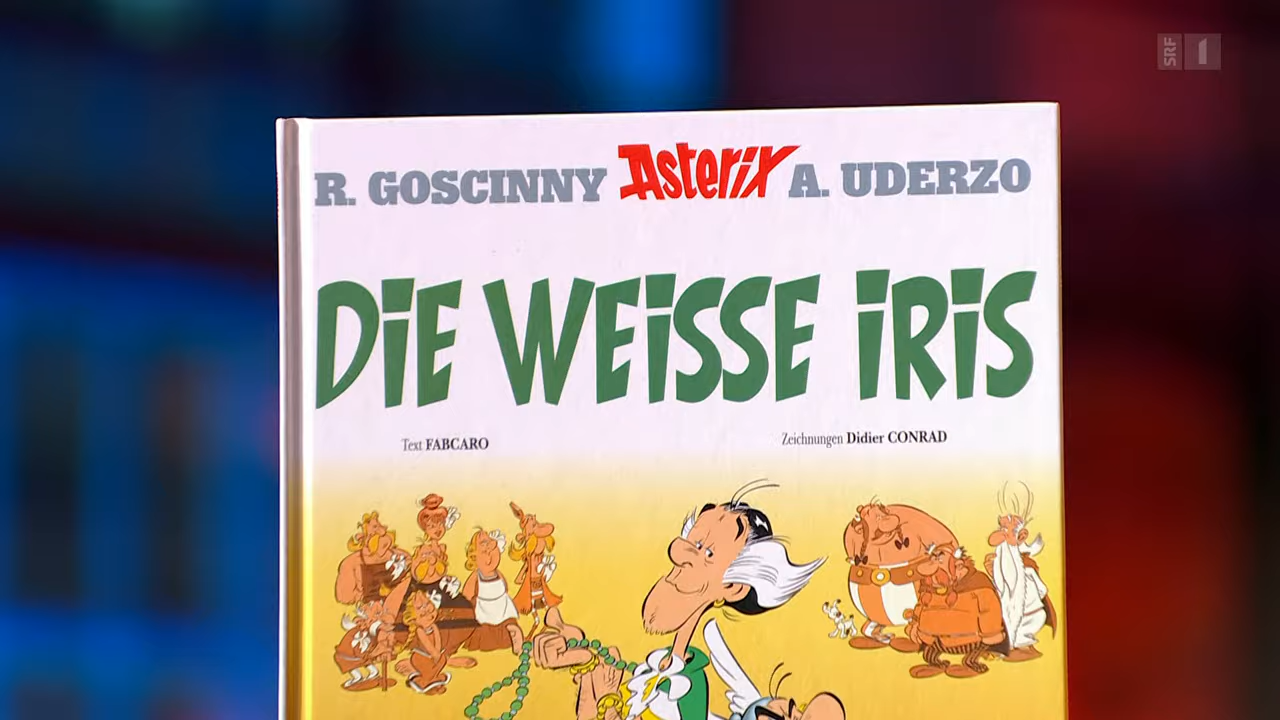 SRF 1
R. GOSCINNY Asterix A. UDERZO
DIE WEISSE IRIS
Text FABCARO
Zeichnungen Didier CONRAD